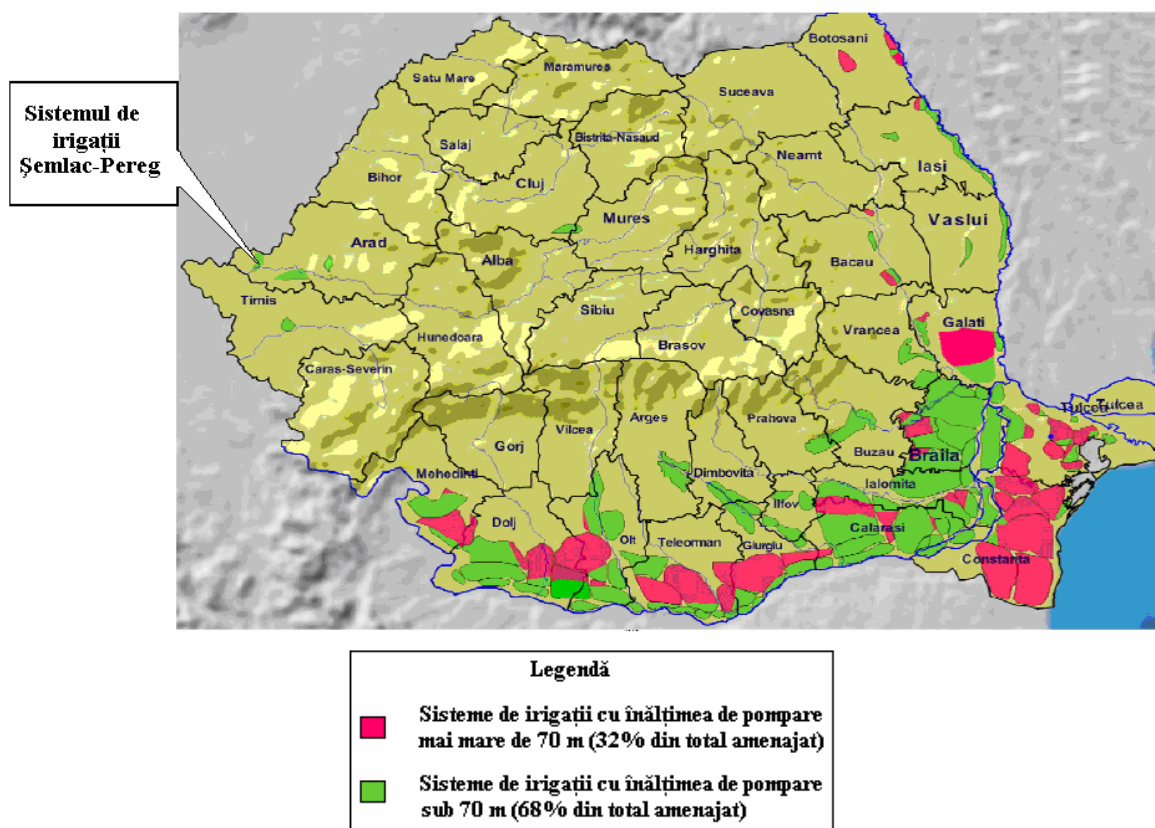 Botosani
Maramures
Satu Mare
Suceava
Sistemul de
irigații
Şemlac-Pereg
Salaj
Bistrita-Nasaud
Neamt
Iasi
Bihor
Cluj
Vaslui
Mures
Arad
Harghita
Alba
Bacau
Timis
Sibiu
Covasna
Galati
Hunedoara
Vrancea
Brasov
Caras-Severin
Tulcea
Tulcea
Arges
Prahova
Vilcea
Gorj
Buzau
Braila
Mehedinti
Dimbovita
Ialomita
Ilfov
Dolj
Calarasi
Olt
Teleorman
Giurgiu
Constanta
Legendă
Sisteme de irigații cu înălțimea de pompare
mai mare de 70 m (32% din total amenajat)
Sisteme de irigații cu înălțimea de pompare
sub 70 m (68% din total amenajat)